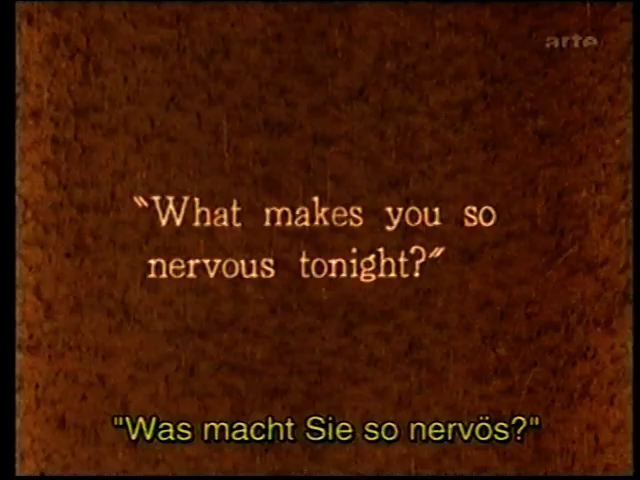 arte
"What makes you so
nervous tonight?"
"Was macht Sie so nervös?"